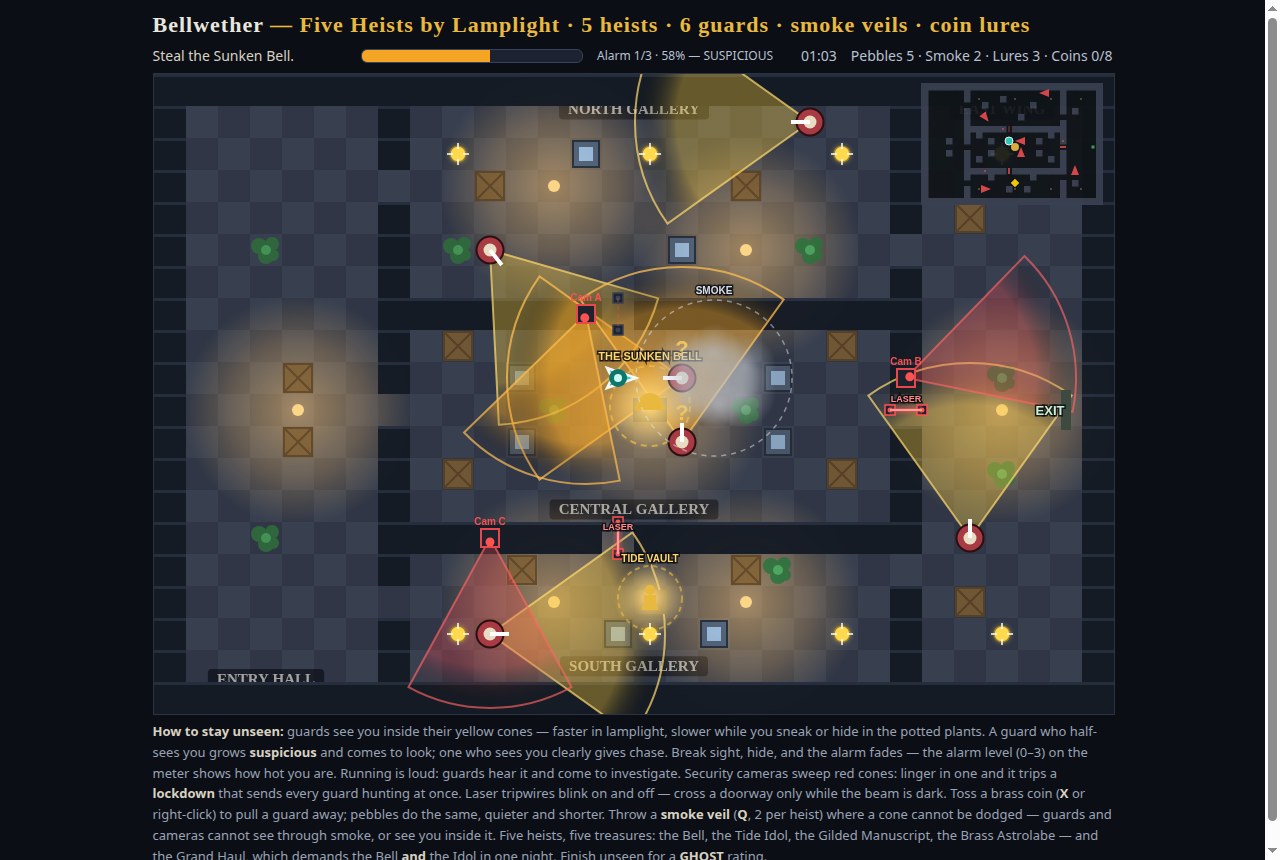 Bellwether — Five Heists by Lamplight · 5 heists · 6 guards · smoke veils · coin lures
Steal the Sunken Bell.
Alarm 1/3 · 58% — SUSPICIOUS
01:03
Pebbles 5 · Smoke 2 · Lures 3 · Coins 0/8
NORTH GALLERY
SMOKE
Cam A
?
THE SUNKEN BELL
Cam B
LASER
?
EXIT
CENTRAL GALLERY
Cam C
LASER
TIDE VAULT
SOUTH GALLERY
ENTRY HALL
How to stay unseen: guards see you inside their yellow cones — faster in lamplight, slower while you sneak or hide in the potted plants. A guard who half-
sees you grows suspicious and comes to look; one who sees you clearly gives chase. Break sight, hide, and the alarm fades — the alarm level (0–3) on the
meter shows how hot you are. Running is loud: guards hear it and come to investigate. Security cameras sweep red cones: linger in one and it trips a
lockdown that sends every guard hunting at once. Laser tripwires blink on and off — cross a doorway only while the beam is dark. Toss a brass coin (X or
right-click) to pull a guard away; pebbles do the same, quieter and shorter. Throw a smoke veil (Q, 2 per heist) where a cone cannot be dodged — guards and
cameras cannot see through smoke, or see you inside it. Five heists, five treasures: the Bell, the Tide Idol, the Gilded Manuscript, the Brass Astrolabe — and
the Grand Haul, which demands the Bell and the Idol in one night. Finish unseen for a GHOST rating.